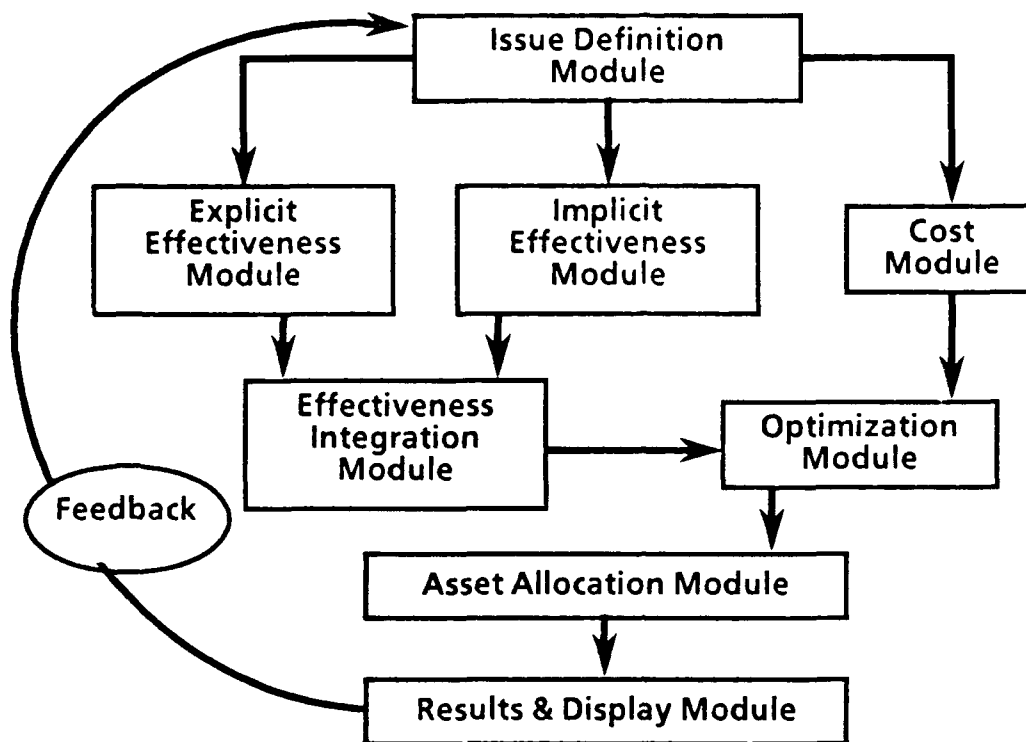 Issue Definition
Module
Explicit
Effectiveness
Module
Implicit
Effectiveness
Module
Cost
Module
Effectiveness
Integration
Module
Optimization
Module
Feedback
Asset Allocation Module
Results & Display Module